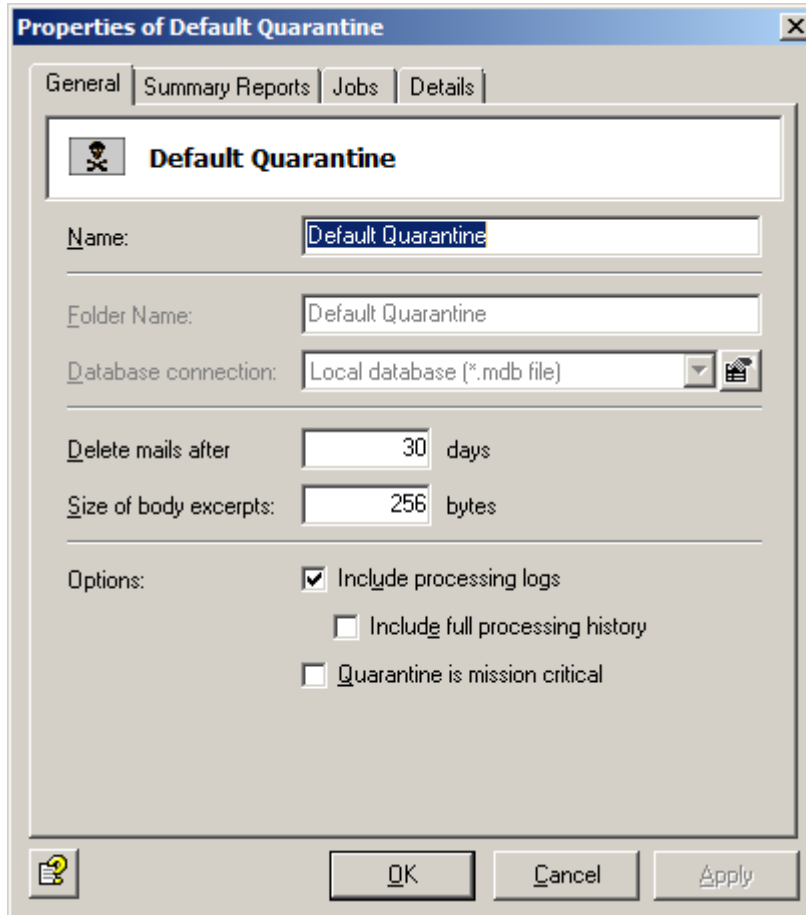 Properties of Default Quarantine
General Summary Reports Jobs Details
Default Quarantine
Name: Default Quarantine
Folder Name: Default Quarantine
Database connection: Local database (*.mdb file)
Delete mails after 30 days
Size of body excerpts: 256 bytes
Options: Include processing logs
Include full processing history
Quarantine is mission critical
OK Cancel Apply